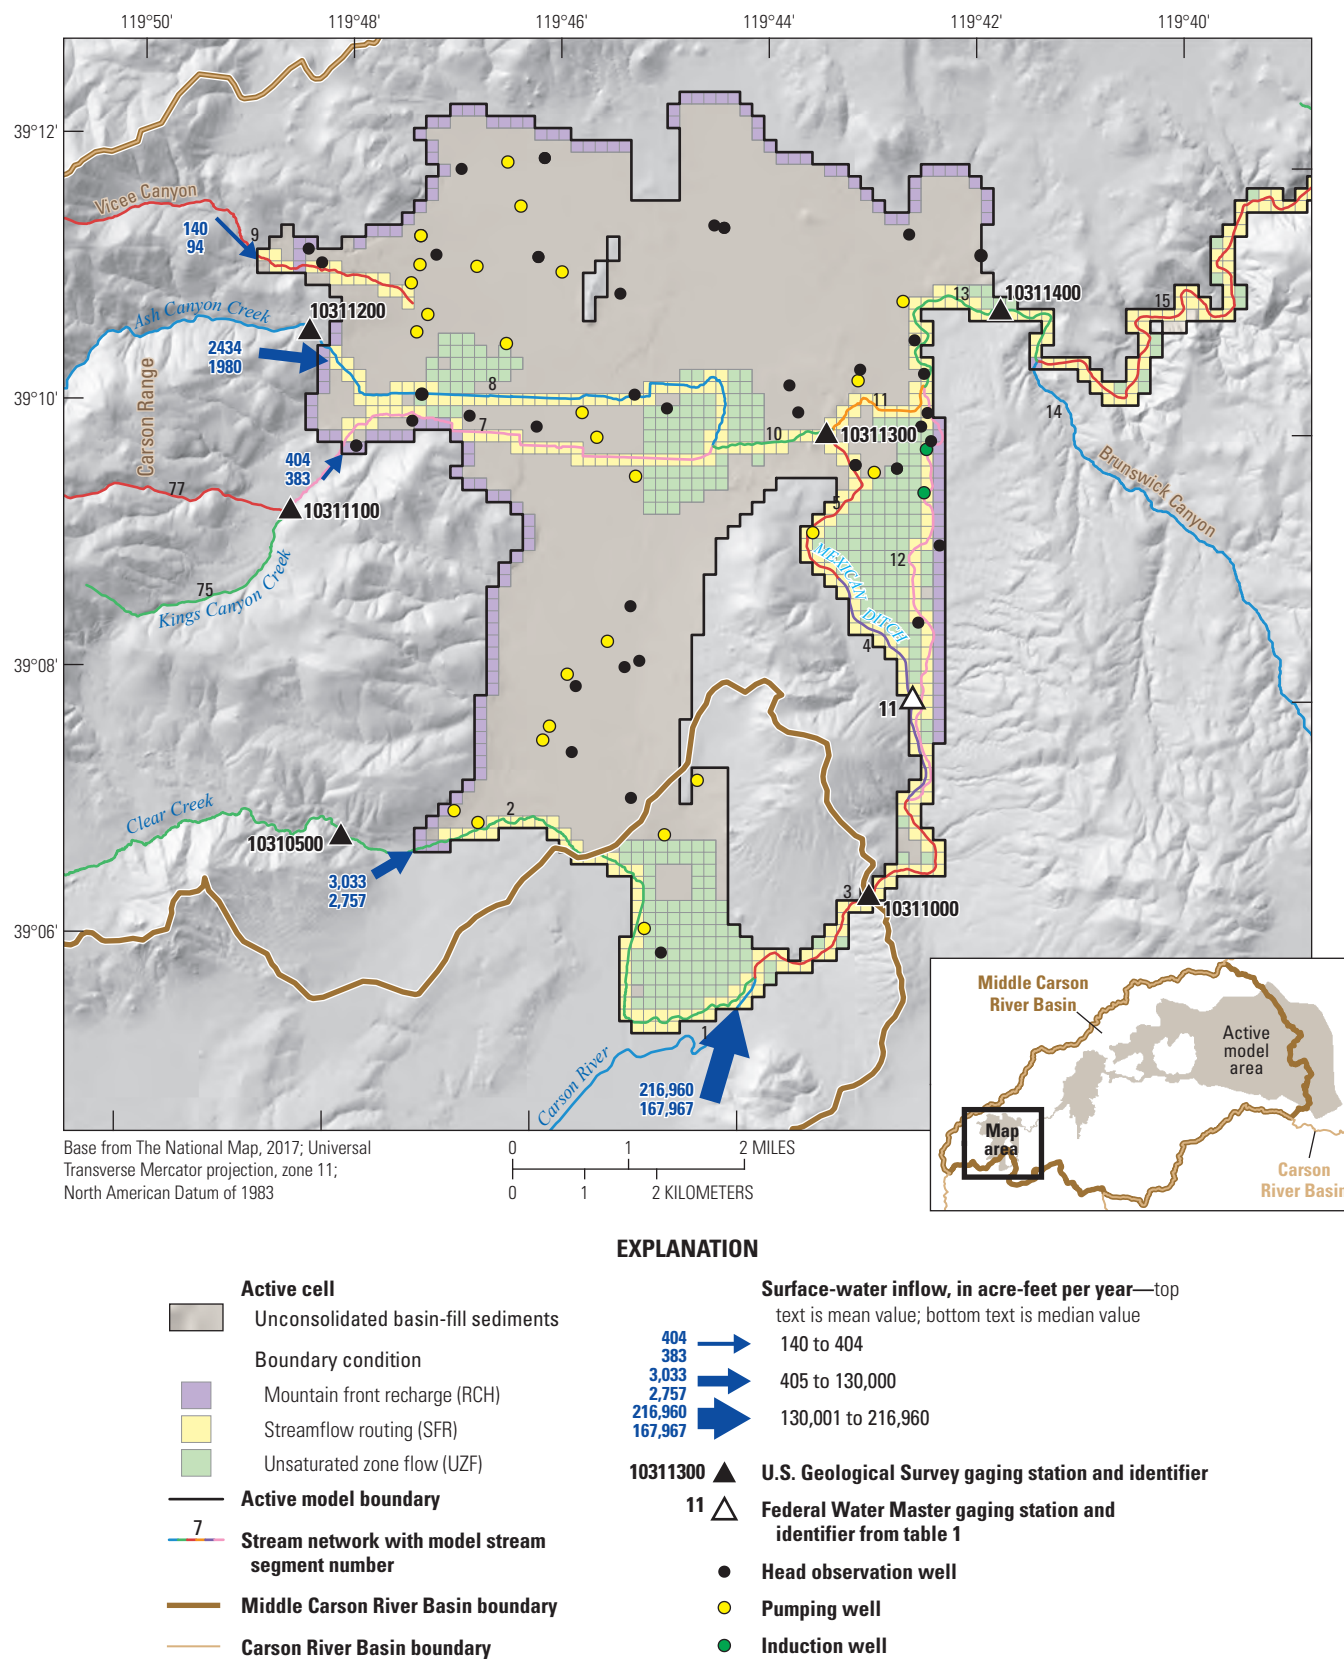 119°50'
119°48'
119°46'
119°44'
119°42'
119°40'
39°12'
39°10'
39°08'
39°06'
Vicee Canyon
140
94
9
Ash Canyon Creek
10311200
2434
1980
Carson Range
8
7
404
383
77
10311100
75
Kings Canyon Creek
10
11
10311300
13
10311400
15
14
Brunswick Canyon
5
12
MEXICAN DITCH
4
11
Clear Creek
2
10310500
3,033
2,757
3
10311000
1
Carson River
216,960
167,967
Middle Carson
River Basin
Active
model
area
Map
area
Carson
River Basin
Base from The National Map, 2017; Universal
Transverse Mercator projection, zone 11;
North American Datum of 1983
0 1 2 MILES
0 1 2 KILOMETERS
EXPLANATION
Active cell
Unconsolidated basin-fill sediments
Boundary condition
Mountain front recharge (RCH)
Streamflow routing (SFR)
Unsaturated zone flow (UZF)
Active model boundary
7
Stream network with model stream
segment number
Middle Carson River Basin boundary
Carson River Basin boundary
Surface-water inflow, in acre-feet per year—top
text is mean value; bottom text is median value
404
383
140 to 404
3,033
2,757
405 to 130,000
216,960
167,967
130,001 to 216,960
10311300
U.S. Geological Survey gaging station and identifier
11
Federal Water Master gaging station and
identifier from table 1
Head observation well
Pumping well
Induction well